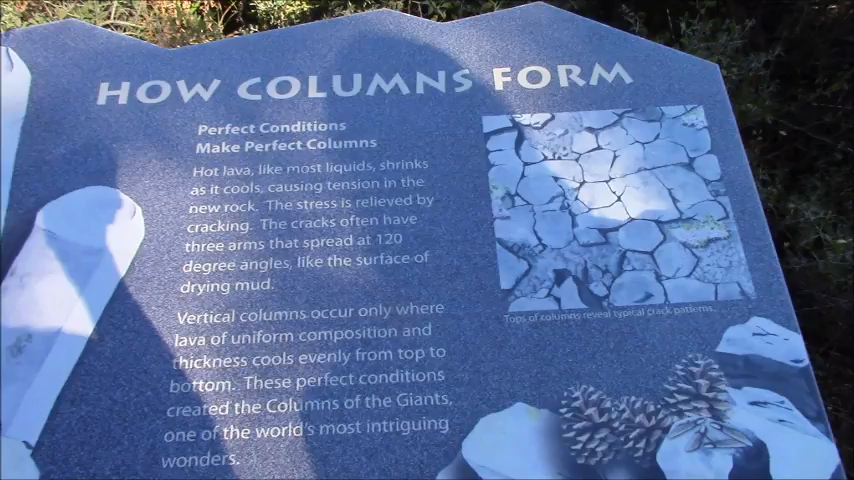 HOW COLUMNS FORM
Perfect Conditions
Make Perfect Columns
Hot lava, like most liquids, shrinks
as it cools, causing tension in the
new rock. The stress is relieved by
cracking. The cracks often have
three arms that spread at 120
degree angles, like the surface of
drying mud.
Vertical columns occur only where
lava of uniform composition and
thickness cools evenly from top to
bottom. These perfect conditions
created the Columns of the Giants,
one of the world's most intriguing
wonders.
Tops of columns reveal typical crack patterns.